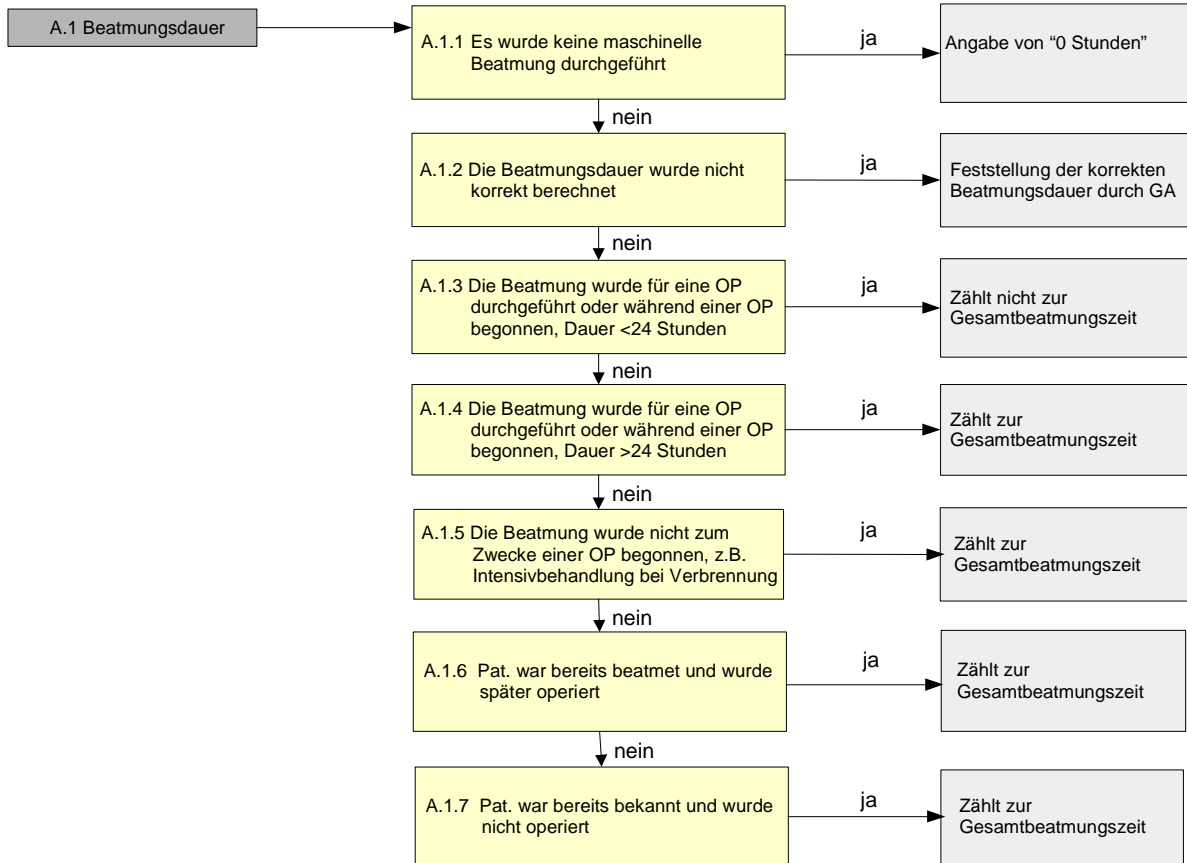 A.1 Beatmungsdauer
A.1.1 Es wurde keine maschinelle
Beatmung durchgeführt
ja
Angabe von “0 Stunden”
nein
A.1.2 Die Beatmungsdauer wurde nicht
korrekt berechnet
ja
Feststellung der korrekten
Beatmungsdauer durch GA
nein
A.1.3 Die Beatmung wurde für eine OP
durchgeführt oder während einer OP
begonnen, Dauer <24 Stunden
ja
Zählt nicht zur
Gesamtbeatmungszeit
nein
A.1.4 Die Beatmung wurde für eine OP
durchgeführt oder während einer OP
begonnen, Dauer >24 Stunden
ja
Zählt zur
Gesamtbeatmungszeit
nein
A.1.5 Die Beatmung wurde nicht zum
Zwecke einer OP begonnen, z.B.
Intensivbehandlung bei Verbrennung
ja
Zählt zur
Gesamtbeatmungszeit
nein
A.1.6 Pat. war bereits beatmet und wurde
später operiert
ja
Zählt zur
Gesamtbeatmungszeit
nein
A.1.7 Pat. war bereits bekannt und wurde
nicht operiert
ja
Zählt zur
Gesamtbeatmungszeit